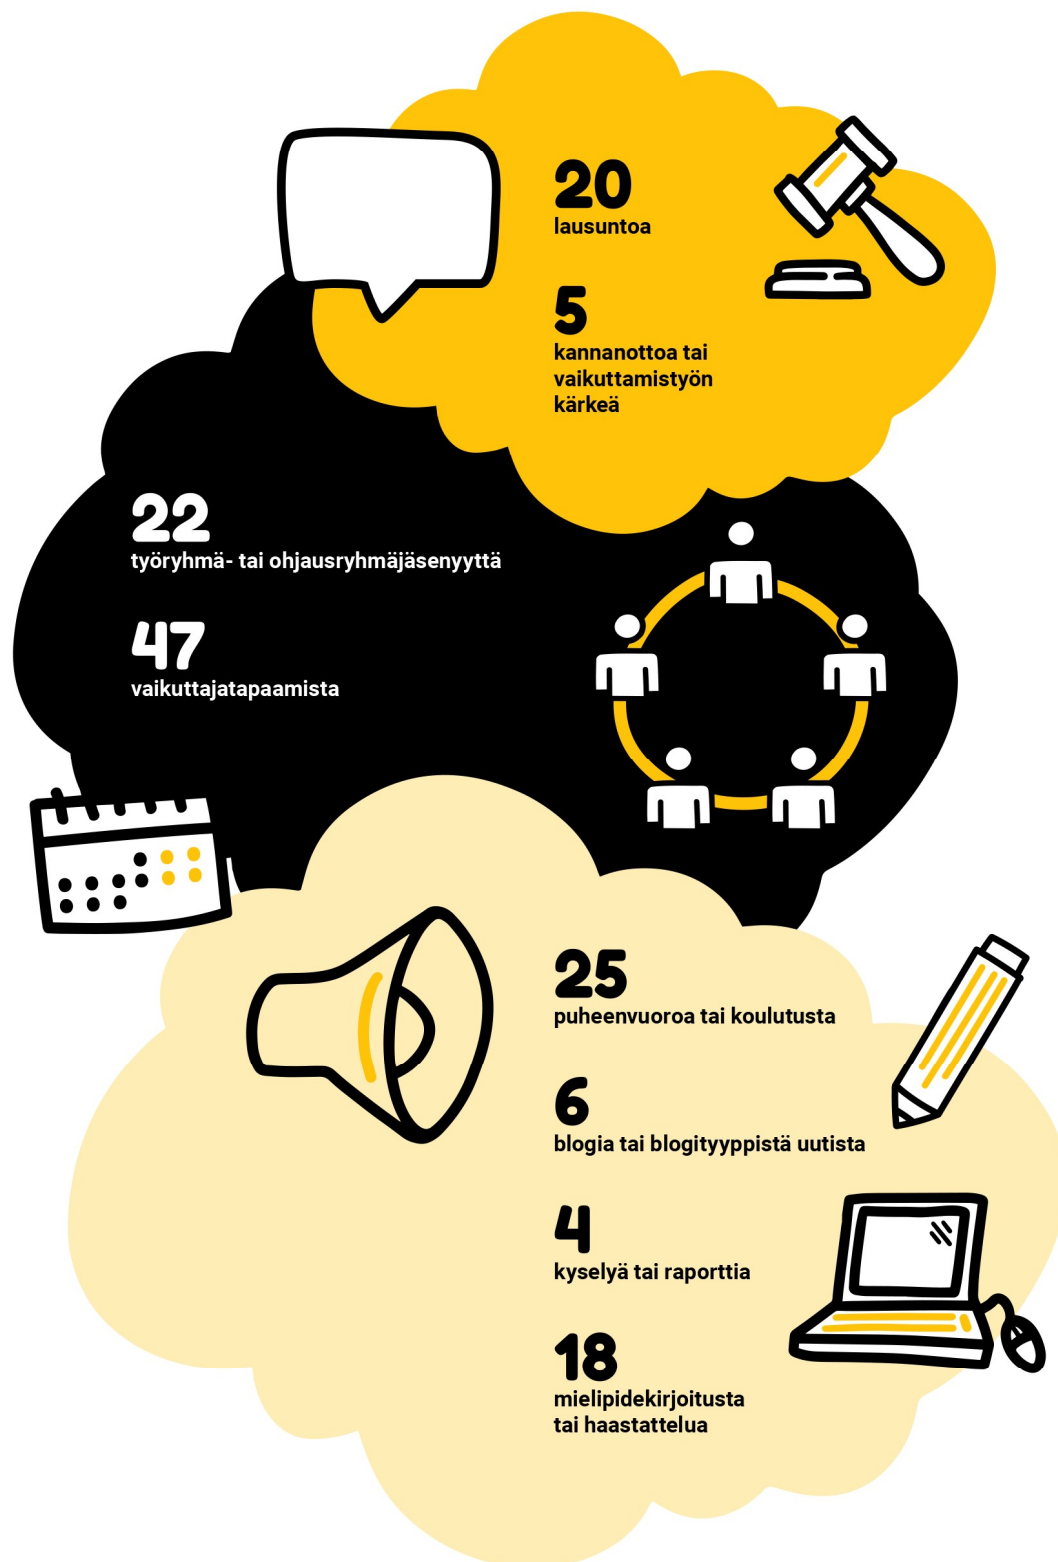 20
lausuntoa
5
kannanottoa tai
vaikuttamistyön
kärkeä
22
työryhmä- tai ohjausryhmäjäsenyyttä
47
vaikuttajatapaamista
25
puheenvuoroa tai koulutusta
6
blogia tai blogityyppistä uutista
4
kyselyä tai raporttia
18
mielipidekirjoitusta
tai haastattelua